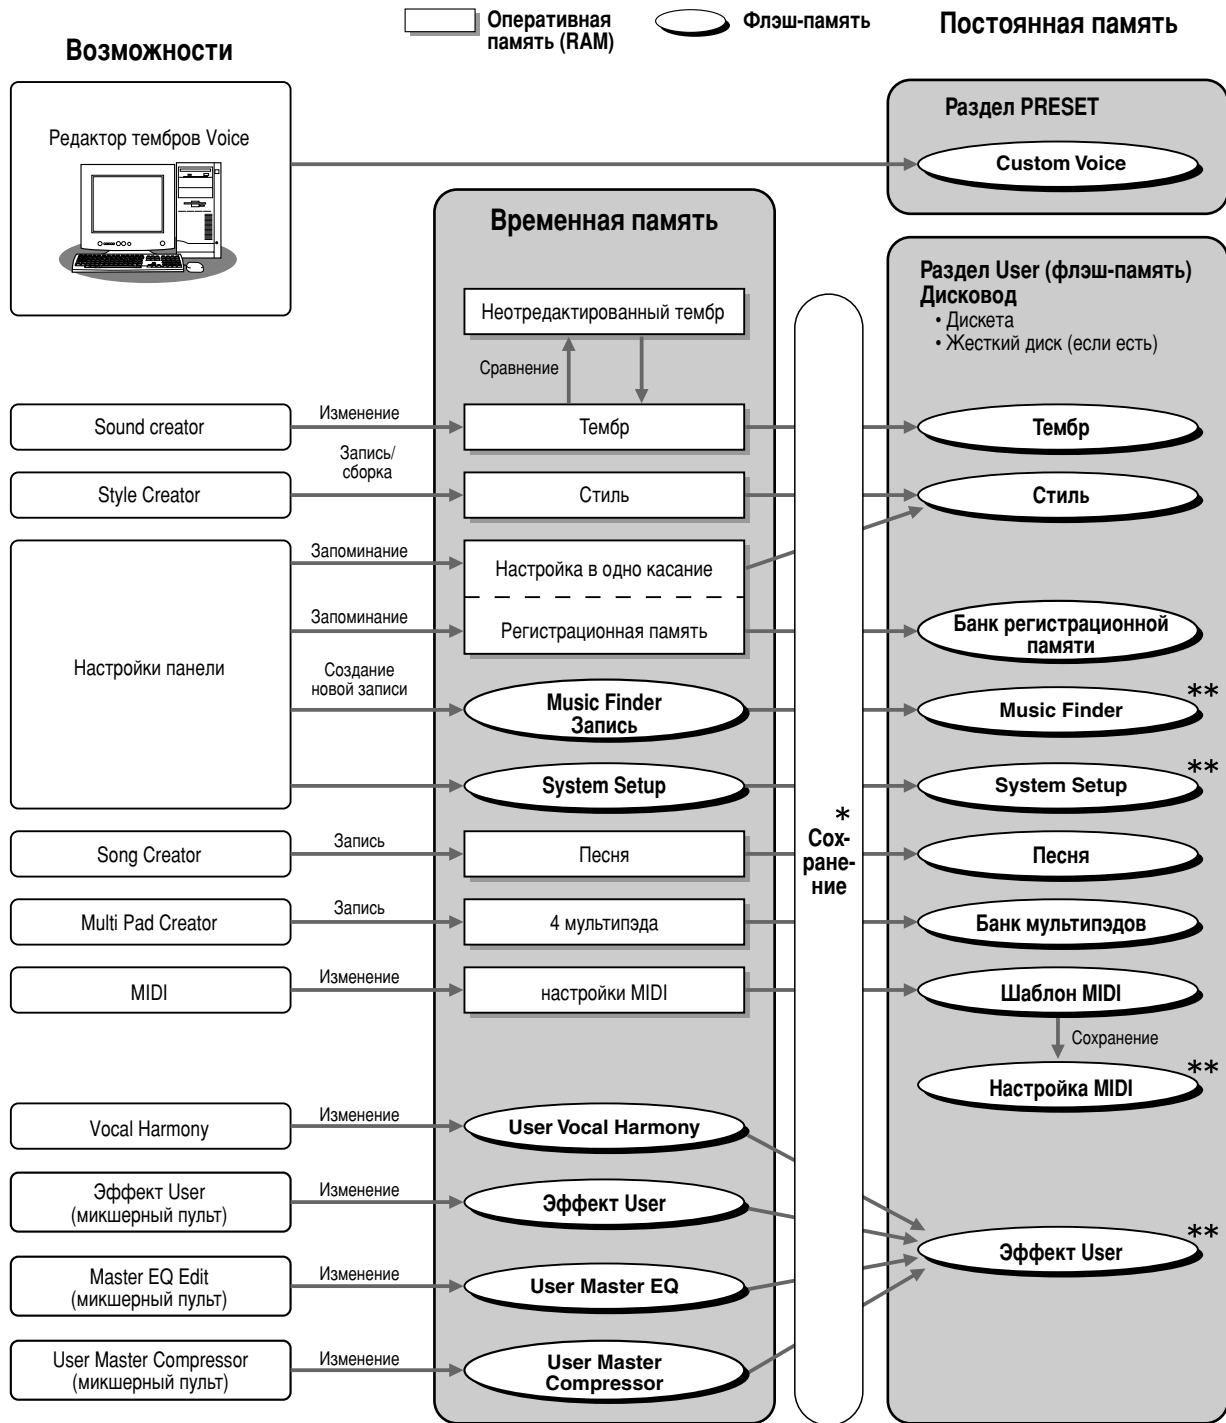 Оперативная
память (RAM)
Флэш-память
Постоянная память
Возможности
Раздел PRESET
Редактор тембров Voice
Custom Voice
Временная память
Раздел User (флэш-память)
Дисковод
• Дискета
• Жесткий диск (если есть)
Неотредактированный тембр
Сравнение
Sound creator
Изменение
Тембр
Тембр
Запись/
сборка
Style Creator
Стиль
Стиль
Запоминание
Настройка в одно касание
Запоминание
Регистрационная память
Банк регистрационной
памяти
Настройки панели
Создание
новой записи
Music Finder
Запись
Music Finder
**
System Setup
System Setup
**
*
Сох-
ране-
ние
Song Creator
Запись
Песня
Песня
Multi Pad Creator
Запись
4 мультипэда
Банк мультипэдов
MIDI
Изменение
настройки MIDI
Шаблон MIDI
Сохранение
Настройка MIDI
**
Vocal Harmony
Изменение
User Vocal Harmony
Эффект User
(микшерный пульт)
Изменение
Эффект User
Эффект User
**
Master EQ Edit
(микшерный пульт)
Изменение
User Master EQ
User Master Compressor
(микшерный пульт)
Изменение
User Master
Compressor